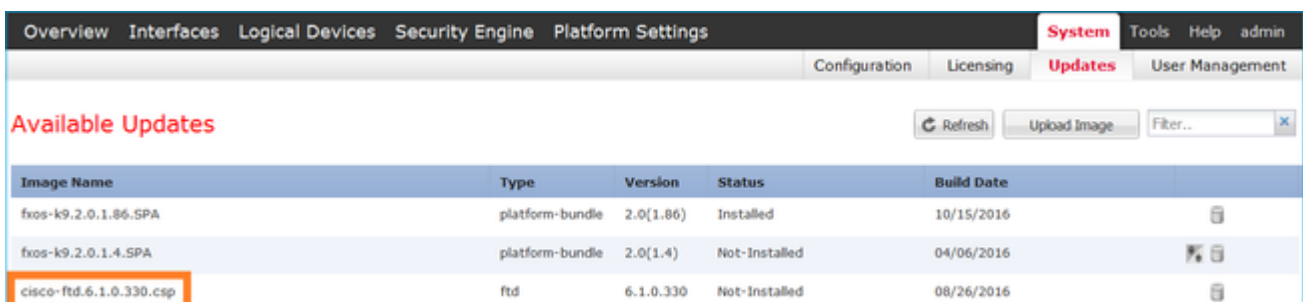 Overview Interfaces Logical Devices Security Engine Platform Settings System Tools Help admin
Configuration Licensing Updates User Management
Available Updates Refresh Upload Image Filter..
Image Name Type Version Status Build Date
fxos-k9.2.0.1.86.SPA platform-bundle 2.0(1.86) Installed 10/15/2016
fxos-k9.2.0.1.4.SPA platform-bundle 2.0(1.4) Not-Installed 04/06/2016
cisco-ftd.6.1.0.330.csp ftd 6.1.0.330 Not-Installed 08/26/2016